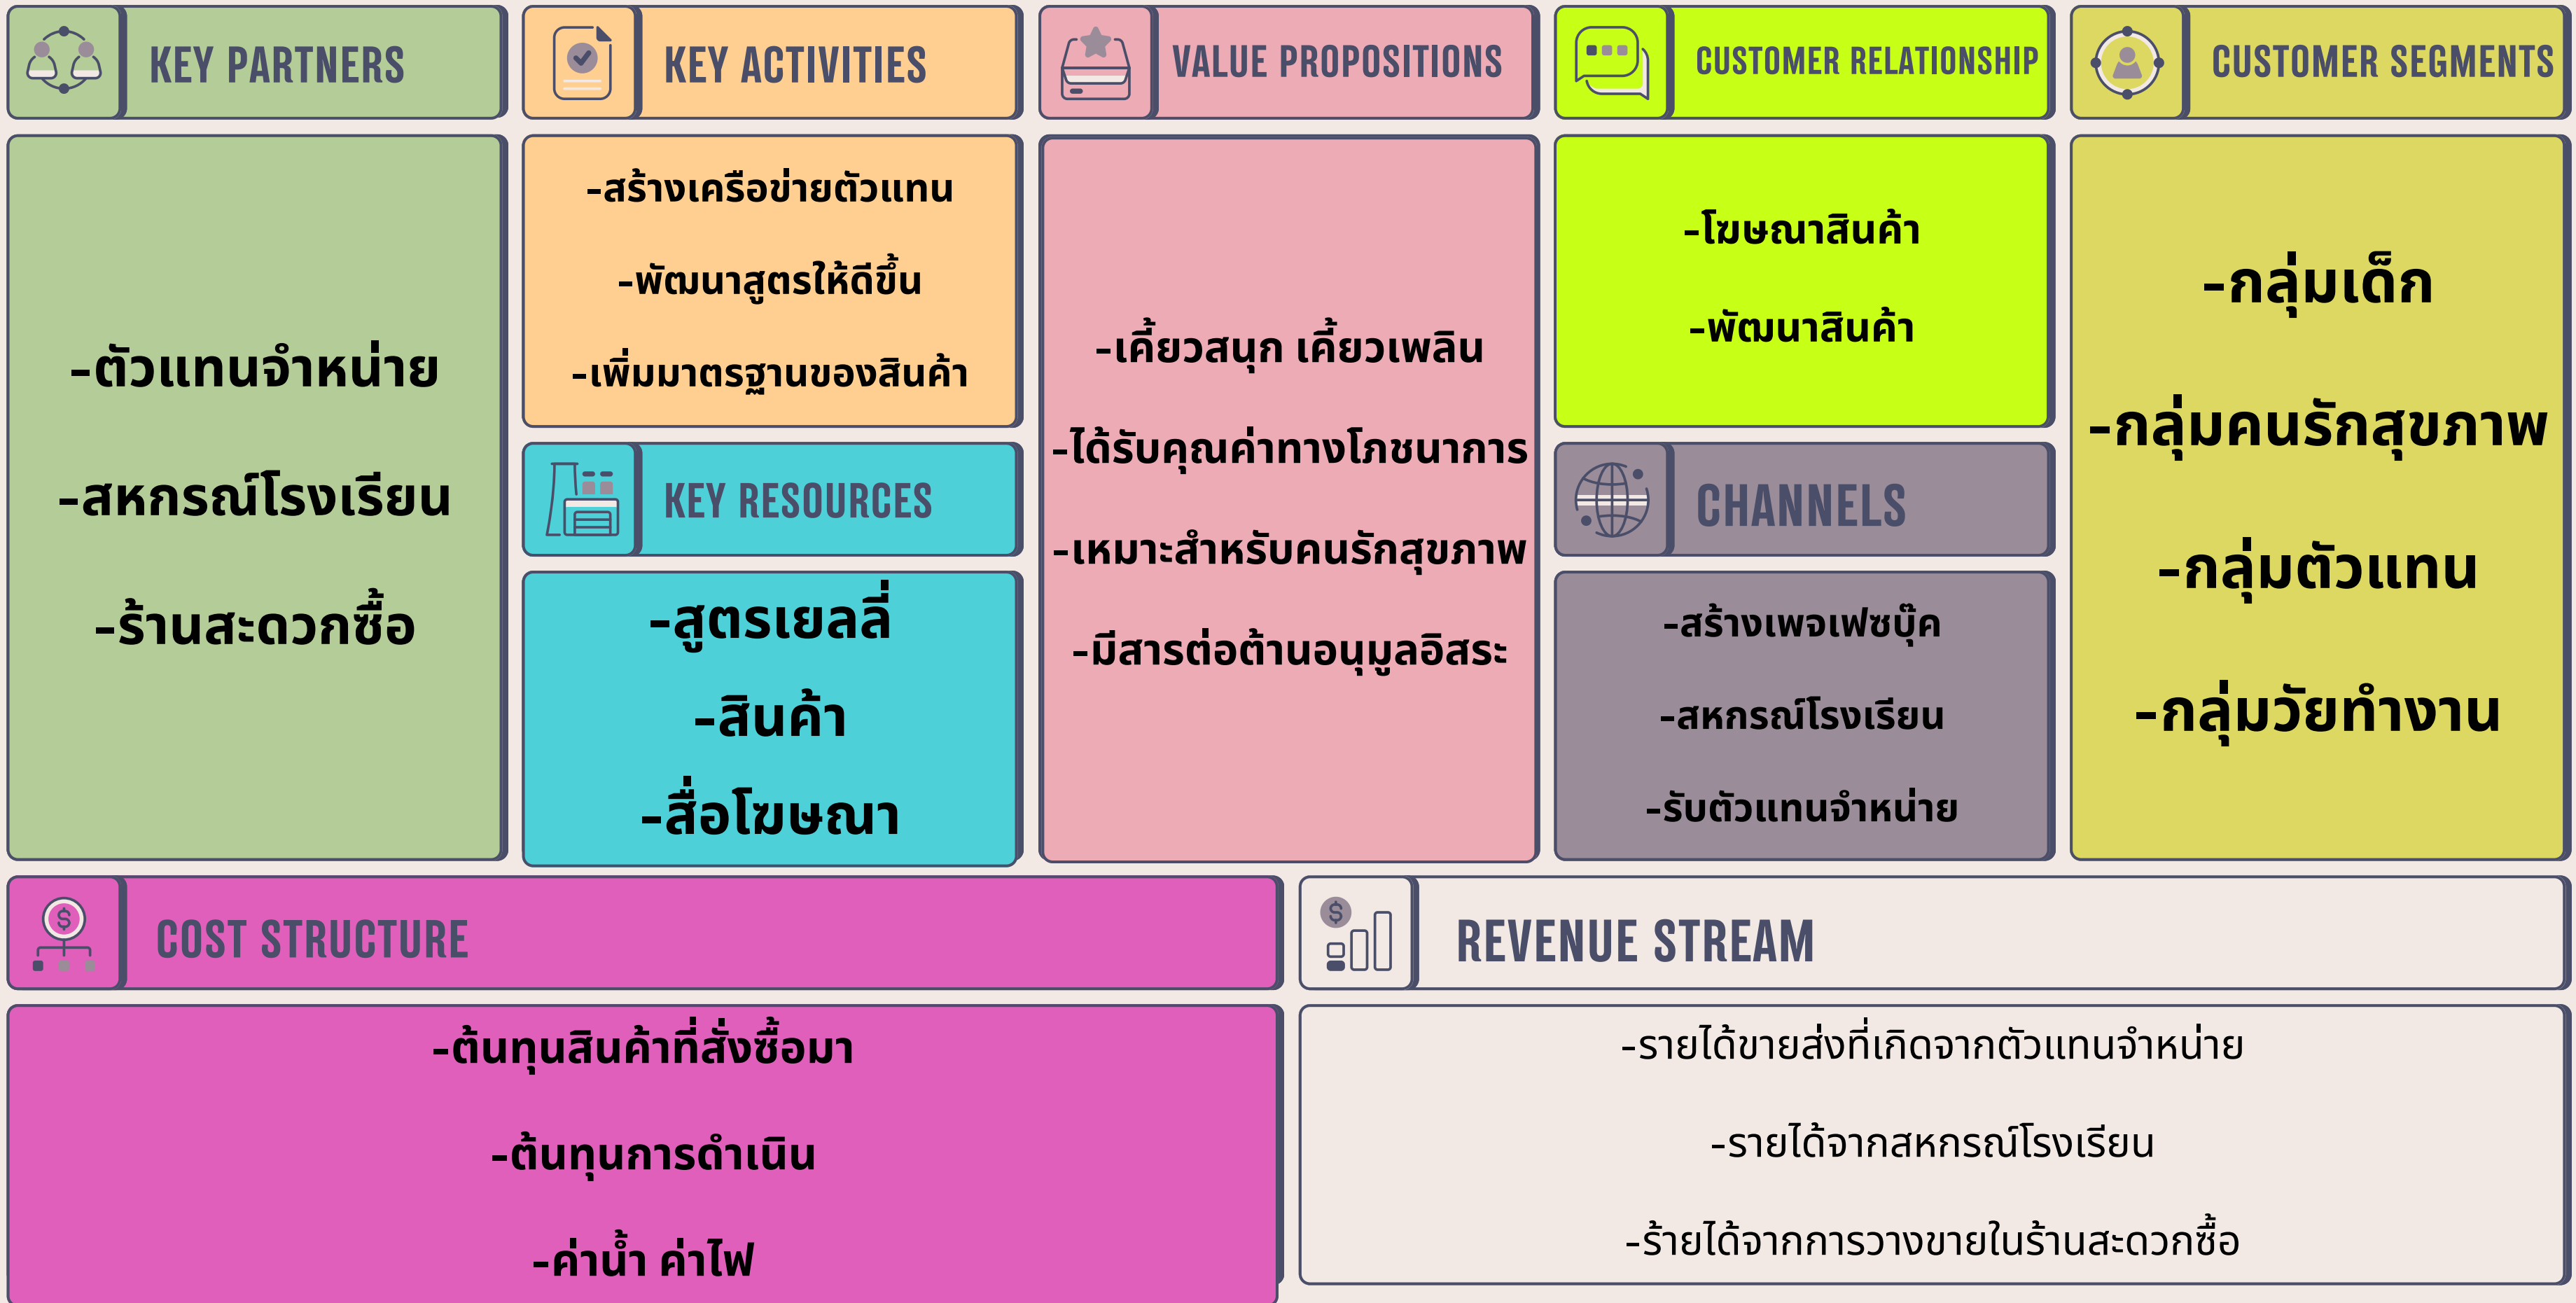 KEY PARTNERS
-ตัวแทนจำหน่าย
-สหกรณ์โรงเรียน
-ร้านสะดวกซื้อ
KEY ACTIVITIES
-สร้างเครือข่ายตัวแทน
-พัฒนาสูตรให้ดีขึ้น
-เพิ่มมาตรฐานของสินค้า
KEY RESOURCES
-สูตรเยลลี่
-สินค้า
-สื่อโฆษณา
VALUE PROPOSITIONS
-เคี้ยวสนุก เคี้ยวเพลิน
-ได้รับคุณค่าทางโภชนาการ
-เหมาะสำหรับคนรักสุขภาพ
-มีสารต่อต้านอนุมูลอิสระ
CUSTOMER RELATIONSHIP
-โฆษณาสินค้า
-พัฒนาสินค้า
CHANNELS
-สร้างเพจเฟซบุ๊ค
-สหกรณ์โรงเรียน
-รับตัวแทนจำหน่าย
CUSTOMER SEGMENTS
-กลุ่มเด็ก
-กลุ่มคนรักสุขภาพ
-กลุ่มตัวแทน
-กลุ่มวัยทำงาน
COST STRUCTURE
-ต้นทุนสินค้าที่สั่งซื้อมา
-ต้นทุนการดำเนิน
-ค่าน้ำ ค่าไฟ
REVENUE STREAM
-รายได้ขายส่งที่เกิดจากตัวแทนจำหน่าย
-รายได้จากสหกรณ์โรงเรียน
-ร้ายได้จากการวางขายในร้านสะดวกซื้อ